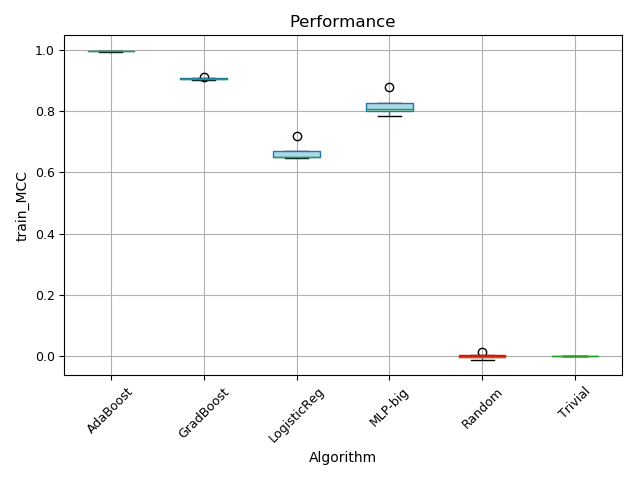 Performance
train_MCC
1.0
0.8
0.6
0.4
0.2
0.0
AdaBoost
GradBoost
LogisticReg
MLP-big
Random
Trivial
Algorithm